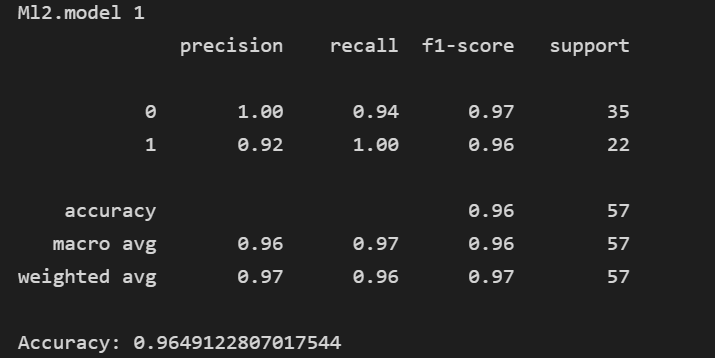 Ml2.model 1
precision recall f1-score support
0 1.00 0.94 0.97 35
1 0.92 1.00 0.96 22
accuracy 0.96 57
macro avg 0.96 0.97 0.96 57
weighted avg 0.97 0.96 0.97 57
Accuracy: 0.9649122807017544